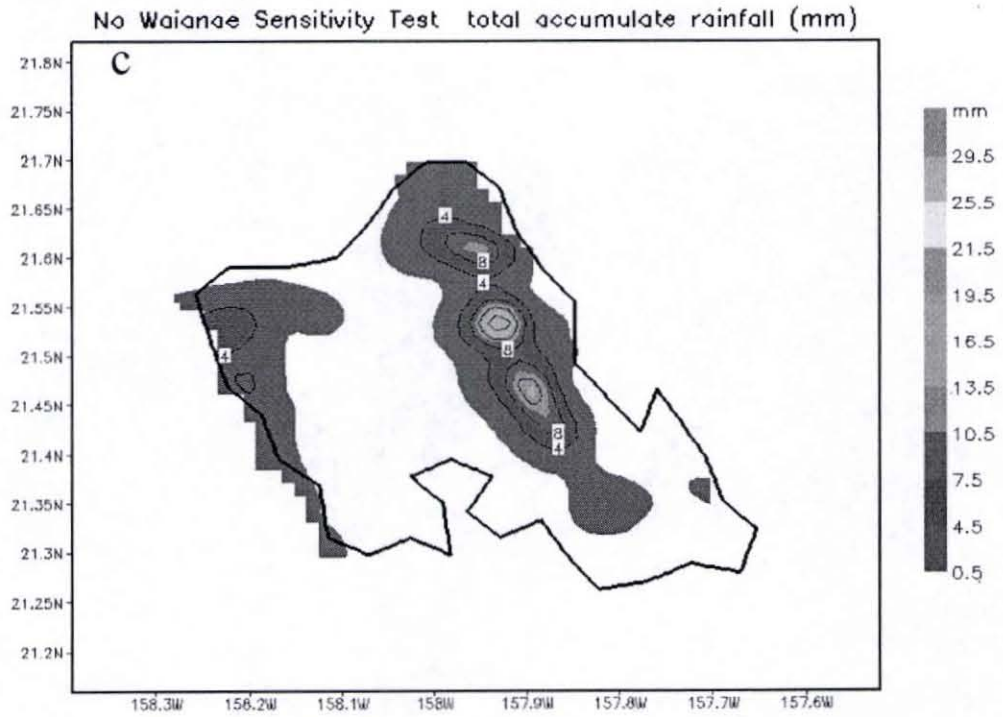 No Waianae Sensitivity Test total accumulate rainfall (mm)
c
21.8N
21.75N
21.7N
21.65N
21.6N
21.55N
21.5N
21.45N
21.4N
21.35N
21.3N
21.25N
21.2N
4
8
4
8
4
8
4
158.3W
156.2W
158.1W
158W
157.9W
157.8W
157.7W
157.6W
mm
29.5
25.5
21.5
19.5
16.5
13.5
10.5
7.5
4.5
0.5